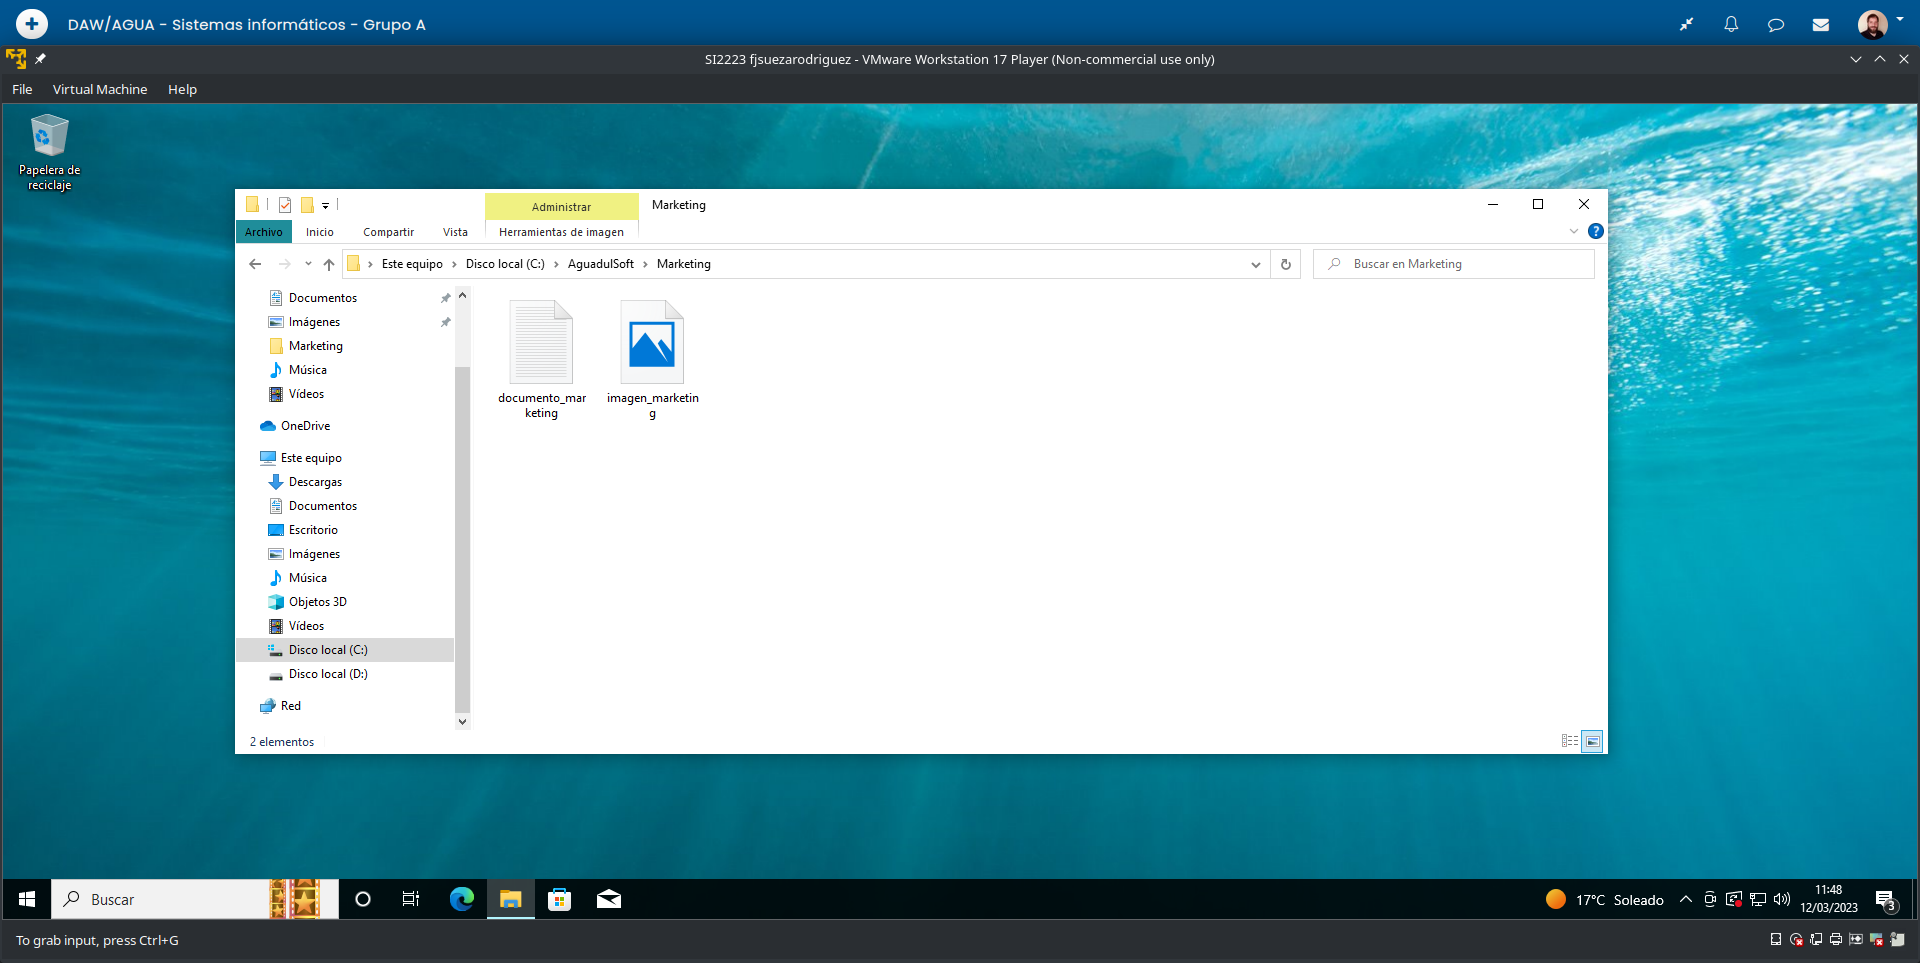 DAW/AGUA - Sistemas informáticos - Grupo A
SI2223 fjsuezarodriguez - VMware Workstation 17 Player (Non-commercial use only)
File Virtual Machine Help
Papelera de
reciclaje
Administrar Marketing
Archivo Inicio Compartir Vista Herramientas de imagen
Este equipo Disco local (C:) AguadulSoft Marketing
Buscar en Marketing
Documentos
Imágenes
Marketing
Música
Vídeos
OneDrive
Este equipo
Descargas
Documentos
Escritorio
Imágenes
Música
Objetos 3D
Vídeos
Disco local (C:)
Disco local (D:)
Red
documento_mar
keting
imagen_marketin
g
2 elementos
Buscar
17°C Soleado
11:48
12/03/2023
3
To grab input, press Ctrl+G